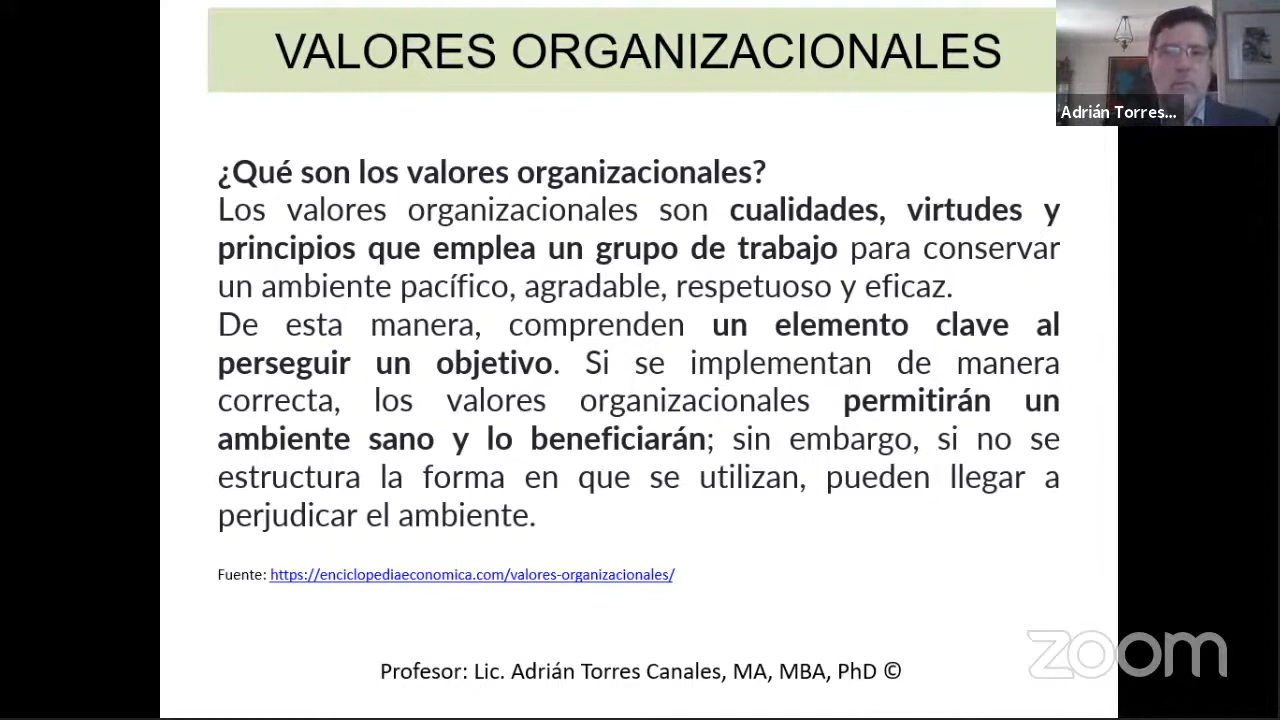 VALORES ORGANIZACIONALES
Adrián Torres...
¿Qué son los valores organizacionales?
Los valores organizacionales son cualidades, virtudes y
principios que emplea un grupo de trabajo para conservar
un ambiente pacífico, agradable, respetuoso y eficaz.
De esta manera, comprenden un elemento clave al
perseguir un objetivo. Si se implementan de manera
correcta, los valores organizacionales permitirán un
ambiente sano y lo beneficiarán; sin embargo, si no se
estructura la forma en que se utilizan, pueden llegar a
perjudicar el ambiente.
Fuente: https://enciclopediaeconomica.com/valores-organizacionales/
zoom
Profesor: Lic. Adrián Torres Canales, MA, MBA, PhD ©